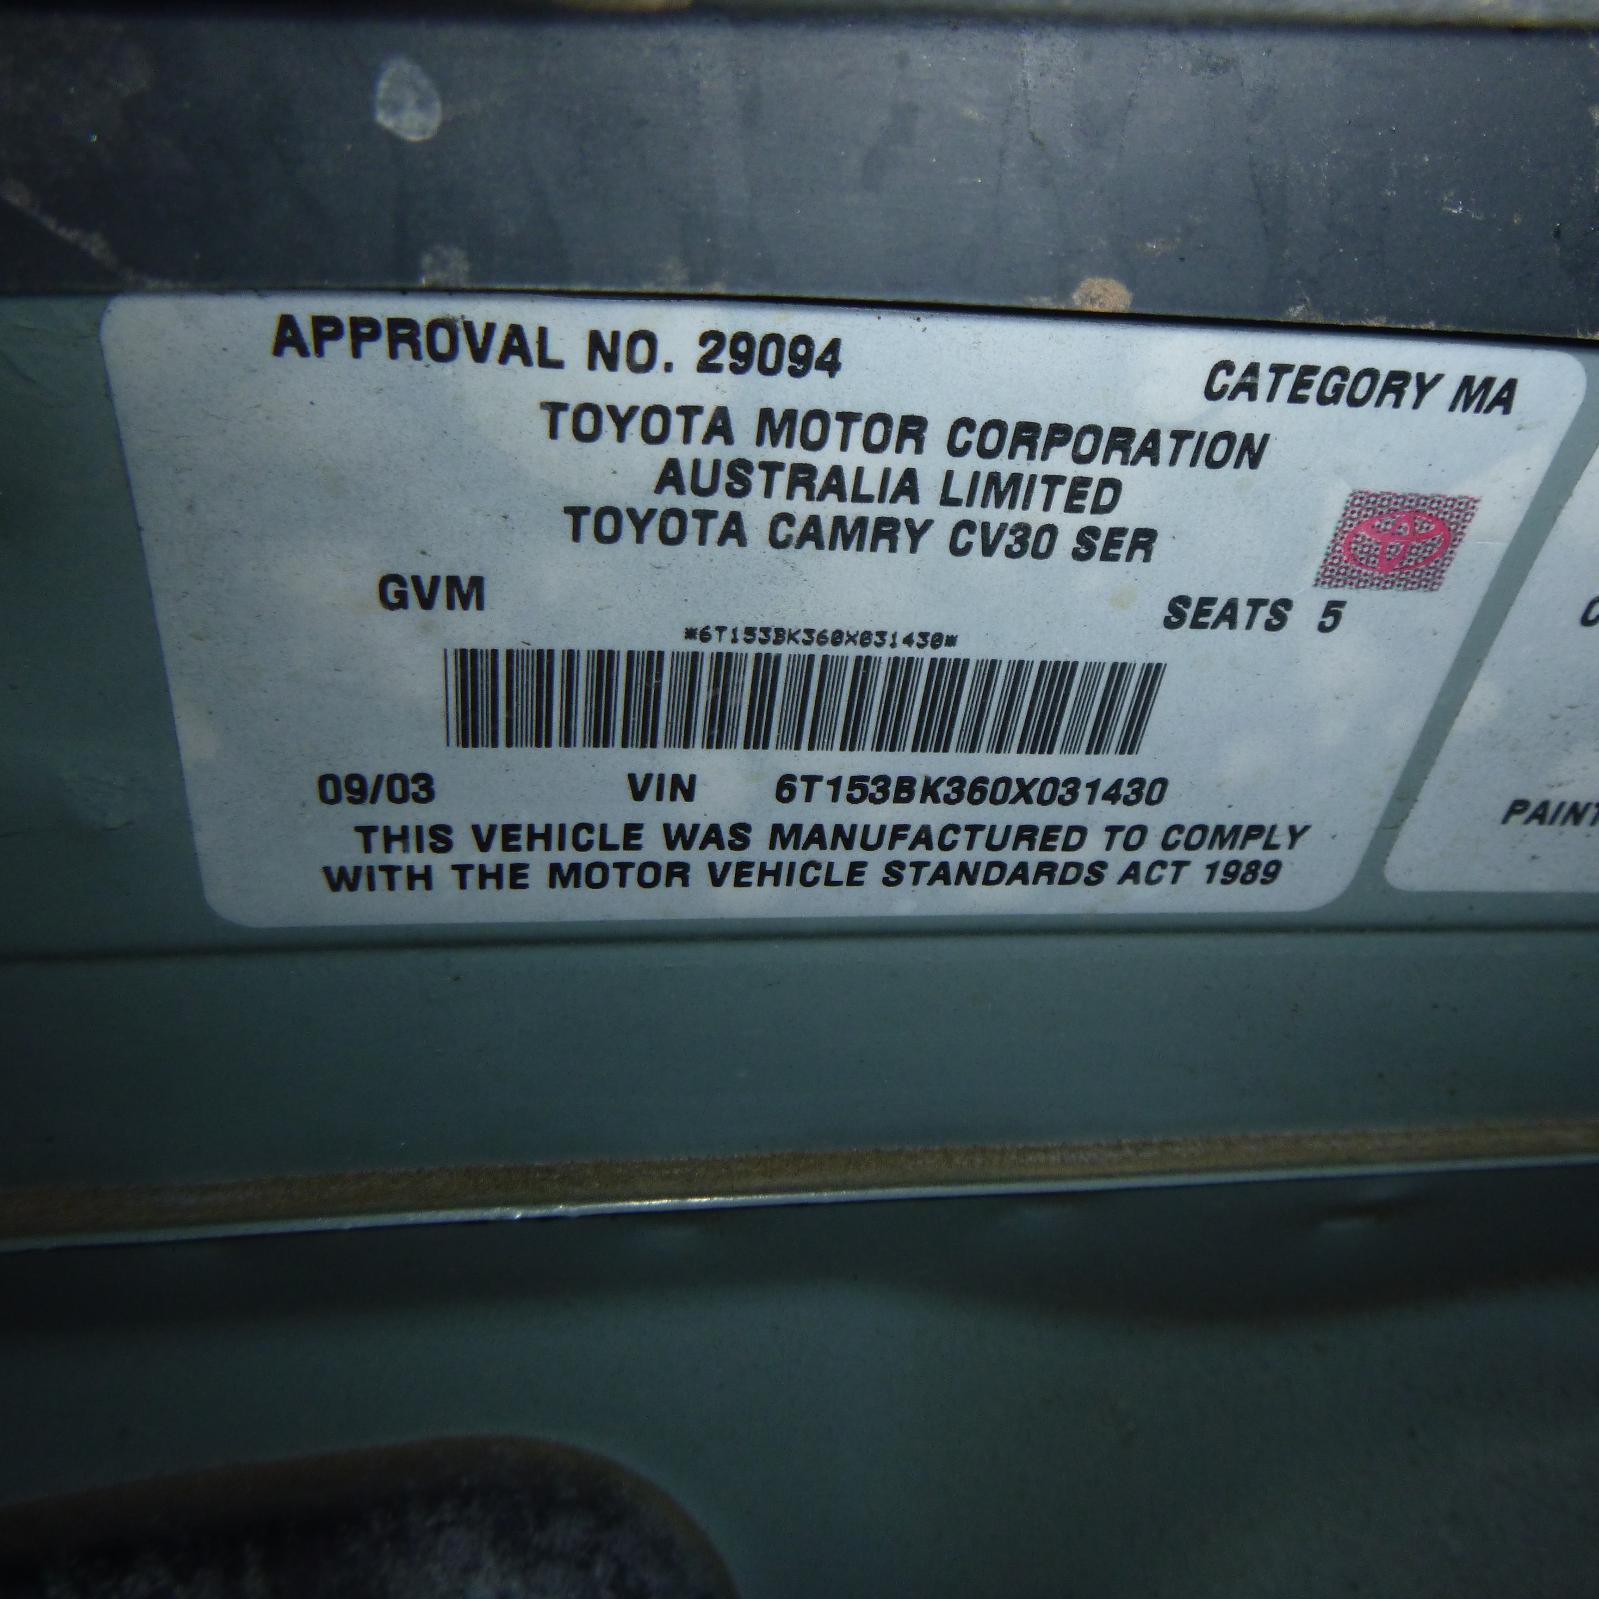 APPROVAL NO. 29094
CATEGORY MA
TOYOTA MOTOR CORPORATION
AUSTRALIA LIMITED
TOYOTA CAMRY CV30 SER
GVM
SEATS 5
*6T153BK360X031430*
09/03 VIN 6T153BK360X031430
THIS VEHICLE WAS MANUFACTURED TO COMPLY
WITH THE MOTOR VEHICLE STANDARDS ACT 1989
PAINT